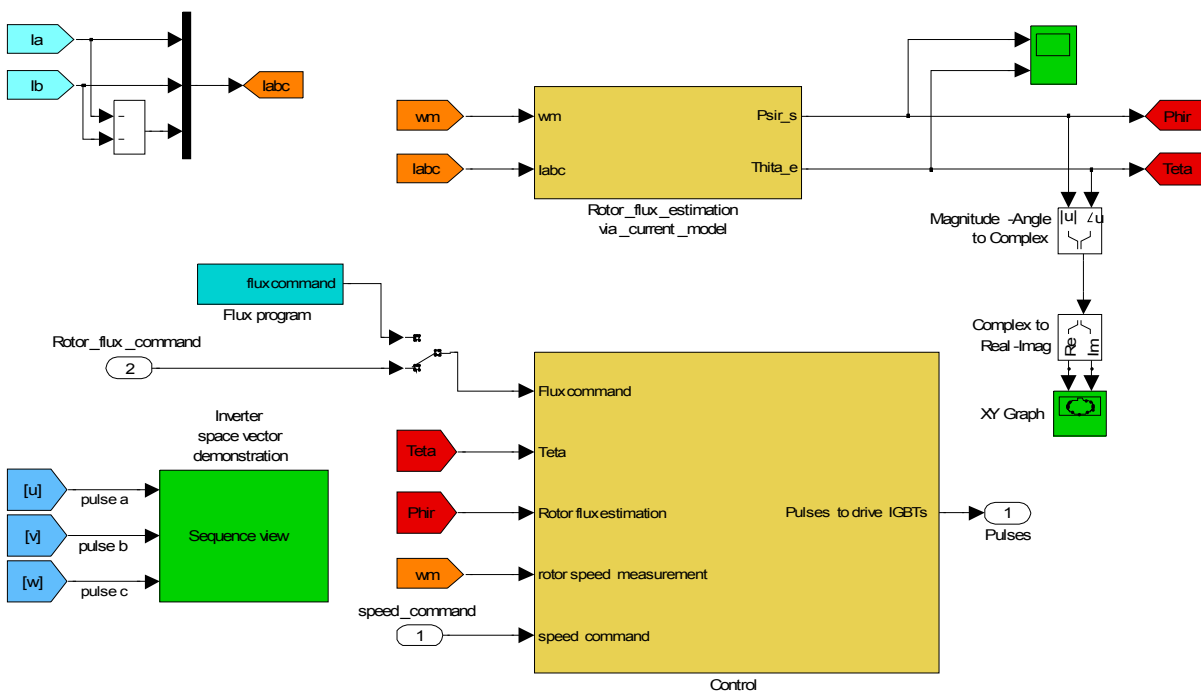 Ia
Ib
Iabc
-
-
wm
Iabc
wm
Iabc
Psir_s
Thita_e
Rotor_flux_estimation
via_current_model
Phir
Teta
|u|
∠u
Magnitude -Angle
to Complex
Complex to
Real -Imag
Re
Im
XY Graph
flux command
Flux program
Rotor_flux_command
2
Inverter
space vector
demonstration
[u]
pulse a
[v]
pulse b
[w]
pulse c
Sequence view
Teta
Phir
wm
speed_command
1
Flux command
Teta
Rotor flux estimation
rotor speed measurement
speed command
Pulses to drive IGBTs
Control
1
Pulses